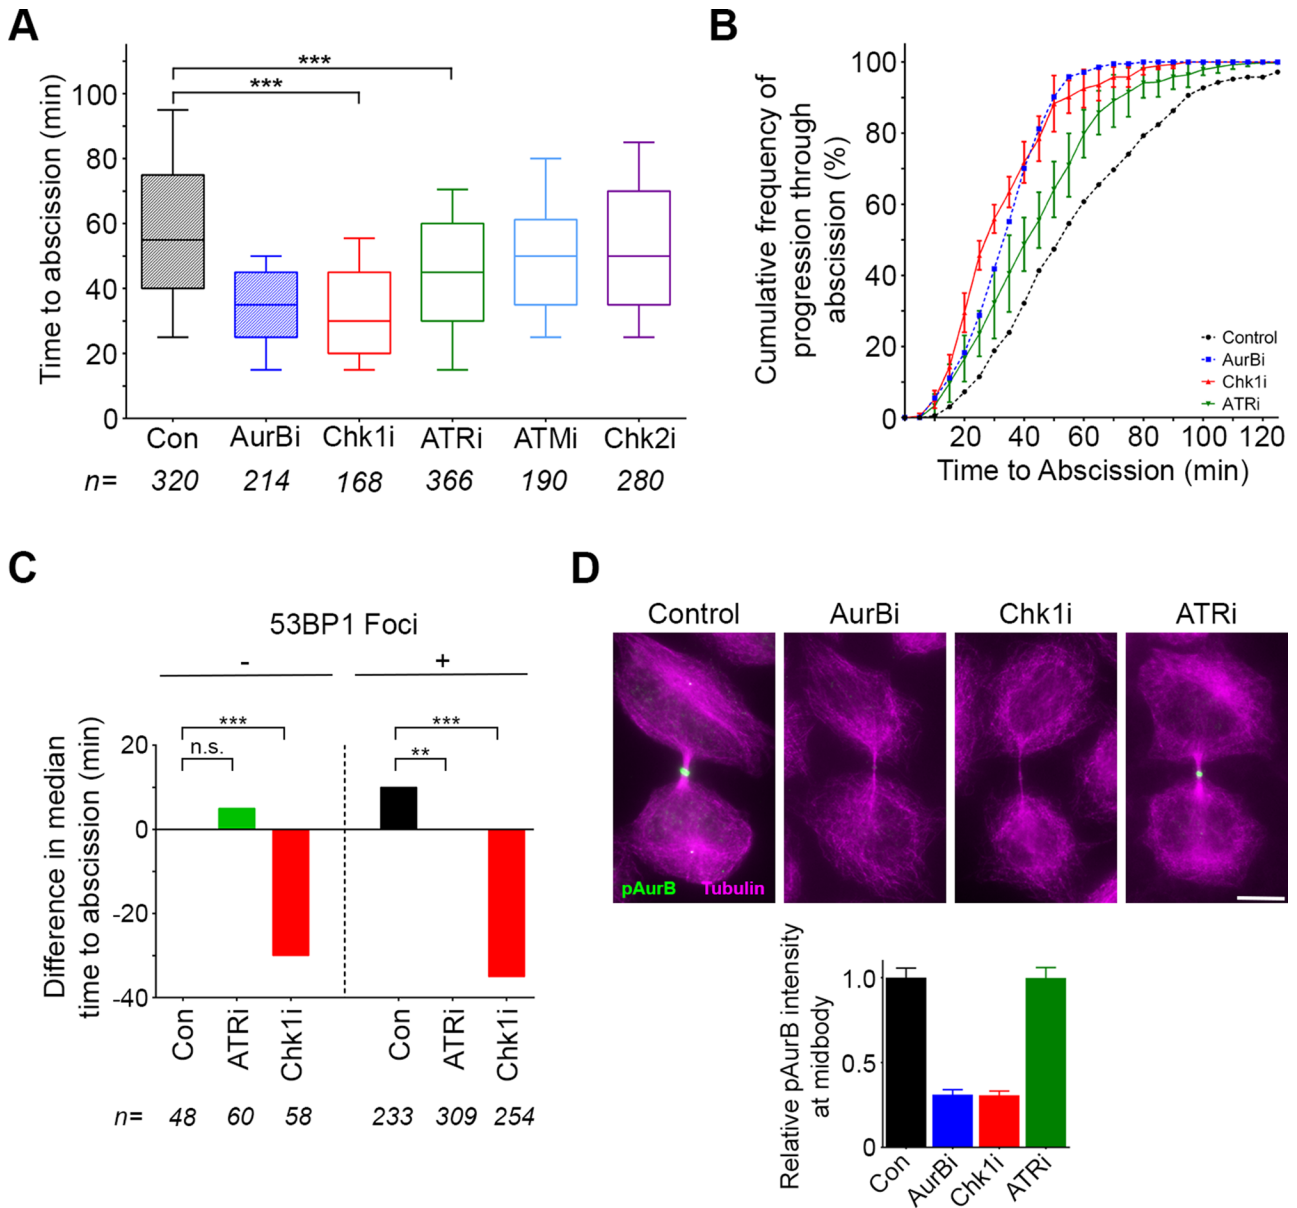 A
Time to abscission (min)
100
80
60
40
20
0
***
***
Con AurBi Chk1i ATRi ATMi Chk2i
n= 320 214 168 366 190 280
B
Cumulative frequency of
progression through
abscission (%)
100
80
60
40
20
0
Control
AurBi
Chk1i
ATRi
20 40 60 80 100 120
Time to Abscission (min)
C
53BP1 Foci
- +
Difference in median
time to abscission (min)
20
0
-20
-40
***
n.s.
***
**
Con ATRi Chk1i Con ATRi Chk1i
n= 48 60 58 233 309 254
D
Control AurBi Chk1i ATRi
pAurB Tubulin
Relative pAurB intensity
at midbody
1.0
0.5
0
Con AurBi Chk1i ATRi